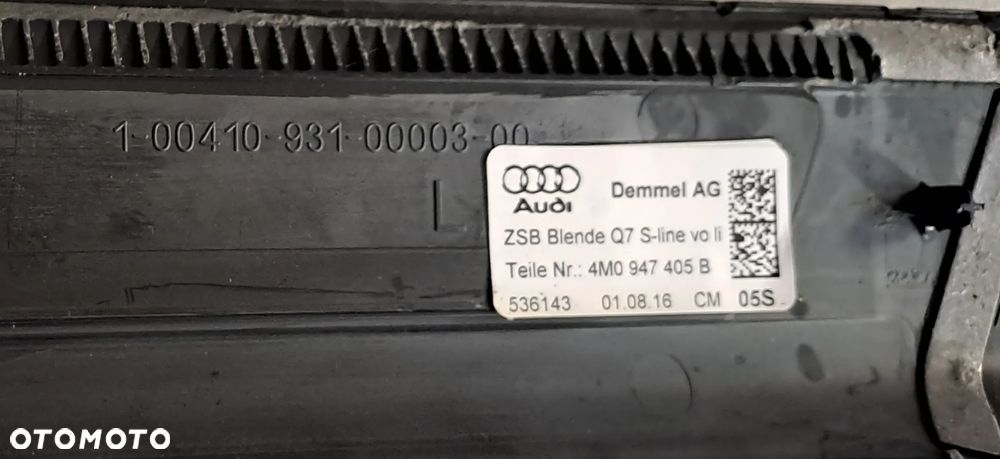 1-00410-931-00003-00
L
Audi
Demmel AG
ZSB Blende Q7 S-line vo li
Teile Nr.: 4M0 947 405 B
536143 01.08.16 CM 05S
OTOMOTO